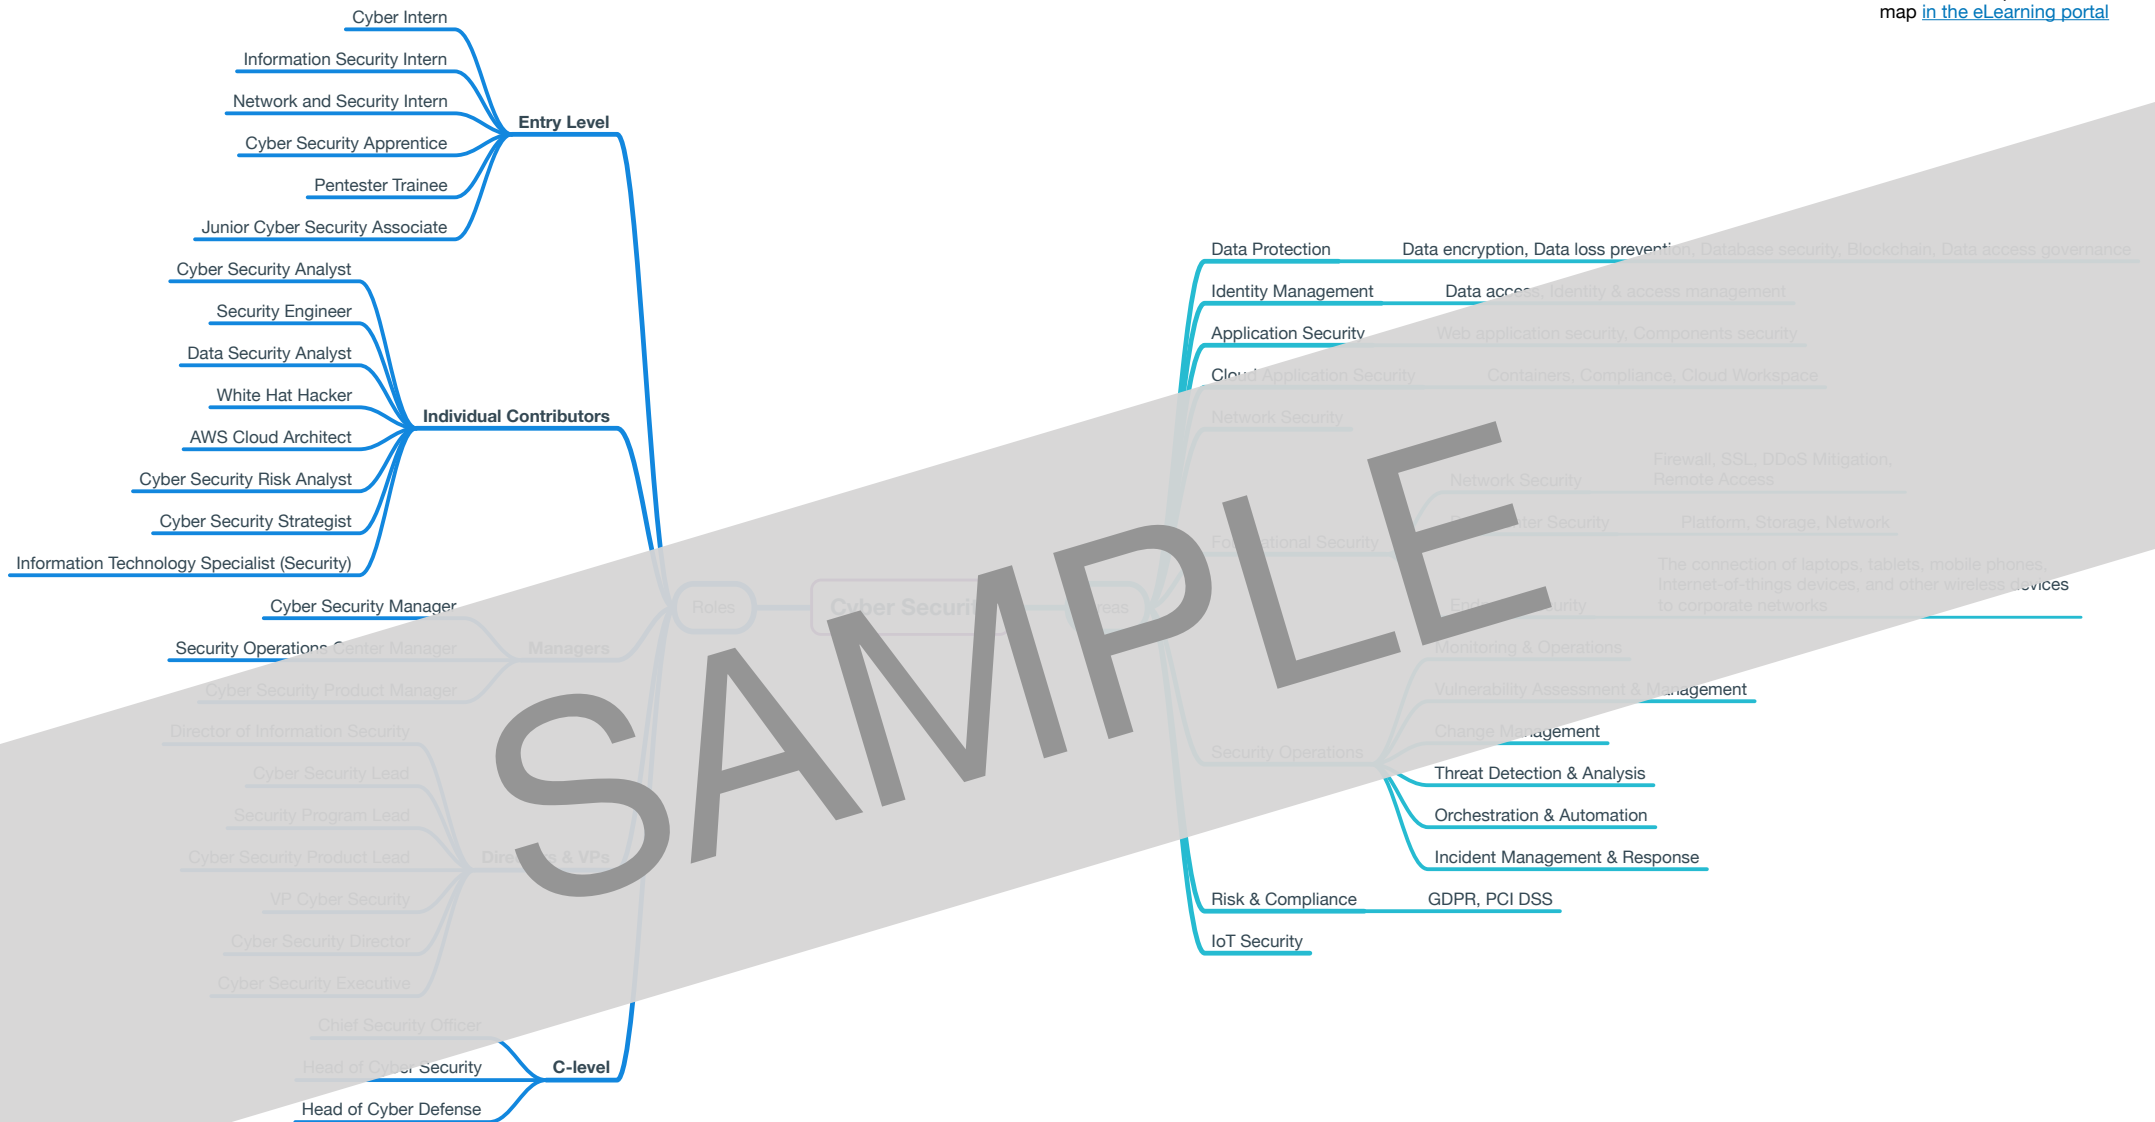 map in the eLearning portal
Cyber Intern
Information Security Intern
Network and Security Intern
Cyber Security Apprentice
Pentester Trainee
Junior Cyber Security Associate
Entry Level
Cyber Security Analyst
Security Engineer
Data Security Analyst
White Hat Hacker
AWS Cloud Architect
Cyber Security Risk Analyst
Cyber Security Strategist
Information Technology Specialist (Security)
Individual Contributors
Cyber Security Manager
Security Operations Center Manager
Cyber Security Product Manager
Managers
Director of Information Security
Cyber Security Lead
Security Program Lead
Cyber Security Product Lead
VP Cyber Security
Cyber Security Director
Cyber Security Executive
Directors & VPs
Chief Security Officer
Head of Cyber Security
Head of Cyber Defense
C-level
Roles
Cyber Security
Areas
SAMPLE
Data Protection
Data encryption, Data loss prevention, Database security, Blockchain, Data access governance
Identity Management
Data access, Identity & access management
Application Security
Web application security, Components security
Cloud Application Security
Containers, Compliance, Cloud Workspace
Network Security
Foundational Security
Network Security
Firewall, SSL, DDoS Mitigation,
Remote Access
Security
Platform, Storage, Network
The connection of laptops, tablets, mobile phones,
Internet-of-things devices, and other wireless devices
to corporate networks
Security Operations
Monitoring & Operations
Vulnerability Assessment & Management
Change Management
Threat Detection & Analysis
Orchestration & Automation
Incident Management & Response
Risk & Compliance
GDPR, PCI DSS
IoT Security